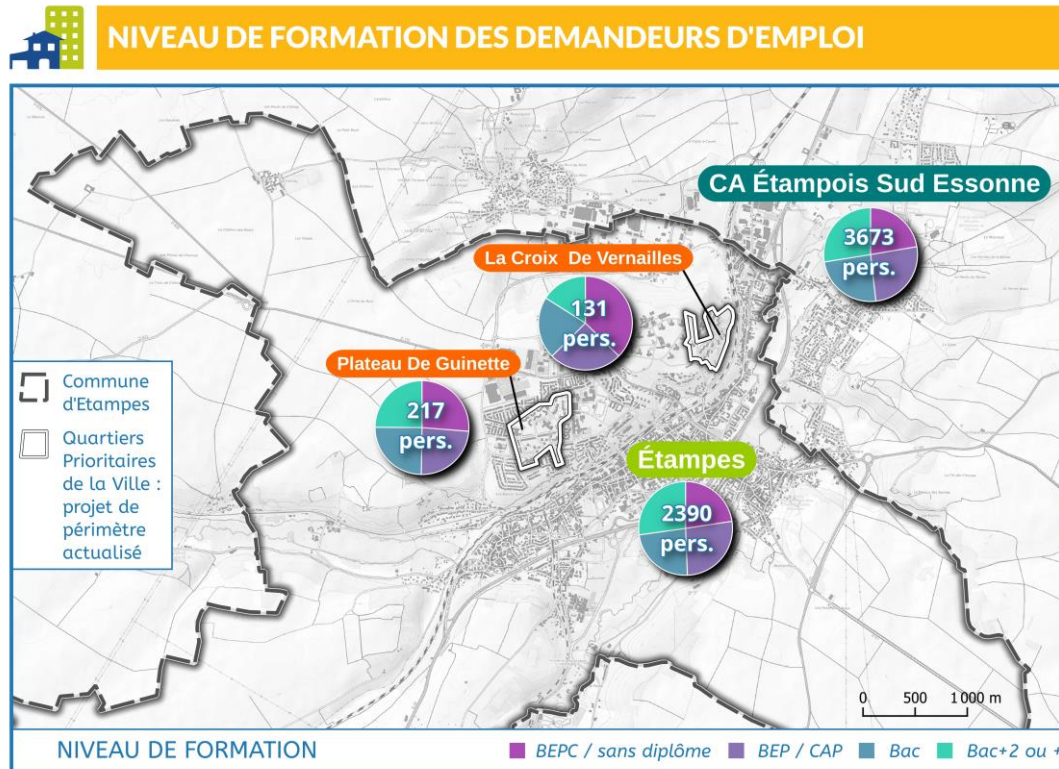 NIVEAU DE FORMATION DES DEMANDEURS D'EMPLOI
CA Étampois Sud Essonne
3673
pers.
La Croix De Vernailles
131
pers.
Plateau De Guinette
217
pers.
Étampes
2390
pers.
Commune
d'Etampes
Quartiers
Prioritaires
de la Ville :
projet de
périmètre
actualisé
0 500 1 000 m
NIVEAU DE FORMATION
BEPC / sans diplôme BEP / CAP Bac Bac+2 ou +